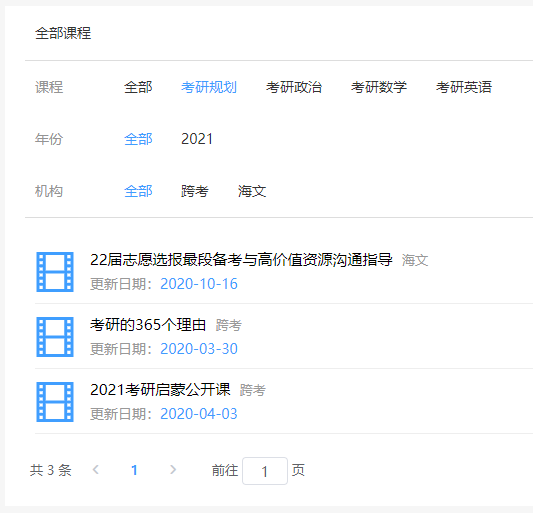 全部课程
课程 全部 考研规划 考研政治 考研数学 考研英语
年份 全部 2021
机构 全部 跨考 海文
22届志愿选报最段备考与高价值资源沟通指导 海文
更新日期：2020-10-16
考研的365个理由 跨考
更新日期：2020-03-30
2021考研启蒙公开课 跨考
更新日期：2020-04-03
共 3 条 1 前往 1 页